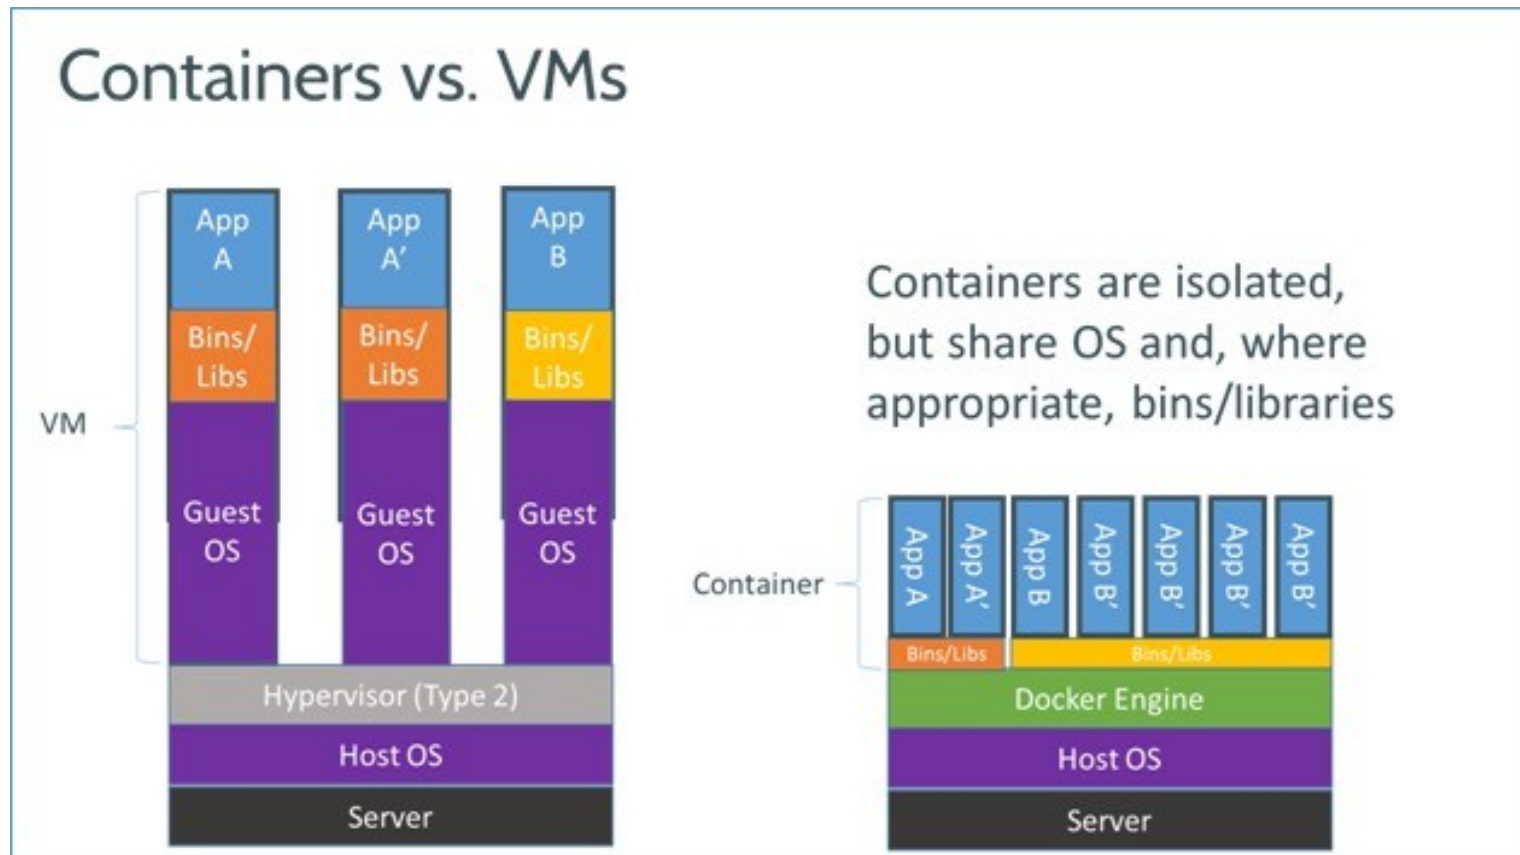 Containers vs. VMs
App
A
App
A'
App
B
Bins/
Libs
Bins/
Libs
Bins/
Libs
VM
Guest
OS
Guest
OS
Guest
OS
Hypervisor (Type 2)
Host OS
Server
Containers are isolated,
but share OS and, where
appropriate, bins/libraries
Container
App A
App A'
App B
App B'
App B'
App B'
App B'
Bins/Libs
Bins/Libs
Docker Engine
Host OS
Server